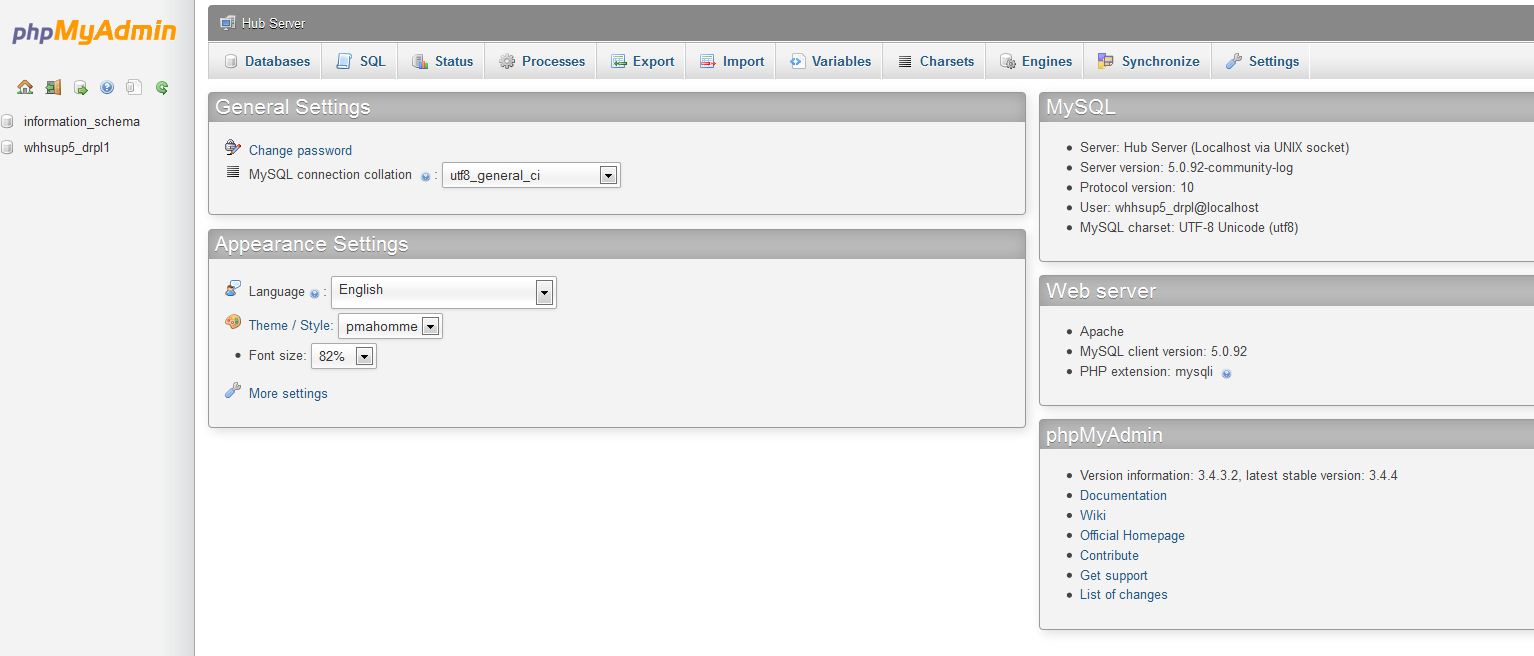 phpMyAdmin
information_schema
whhsup5_drpl1
Hub Server
Databases SQL Status Processes Export Import Variables Charsets Engines Synchronize Settings
General Settings
Change password
MySQL connection collation : utf8_general_ci
Appearance Settings
Language : English
Theme / Style: pmahomme
• Font size: 82%
More settings
MySQL
• Server: Hub Server (Localhost via UNIX socket)
• Server version: 5.0.92-community-log
• Protocol version: 10
• User: whhsup5_drpl@localhost
• MySQL charset: UTF-8 Unicode (utf8)
Web server
• Apache
• MySQL client version: 5.0.92
• PHP extension: mysqli
phpMyAdmin
• Version information: 3.4.3.2, latest stable version: 3.4.4
• Documentation
• Wiki
• Official Homepage
• Contribute
• Get support
• List of changes